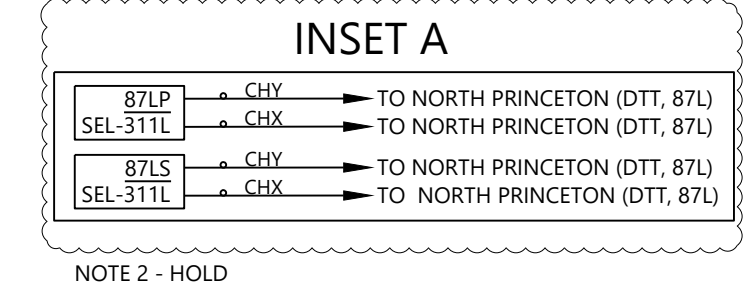 INSET A
87LP CHY TO NORTH PRINCETON (DTT, 87L)
SEL-311L CHX TO NORTH PRINCETON (DTT, 87L)
87LS CHY TO NORTH PRINCETON (DTT, 87L)
SEL-311L CHX TO NORTH PRINCETON (DTT, 87L)
NOTE 2 - HOLD